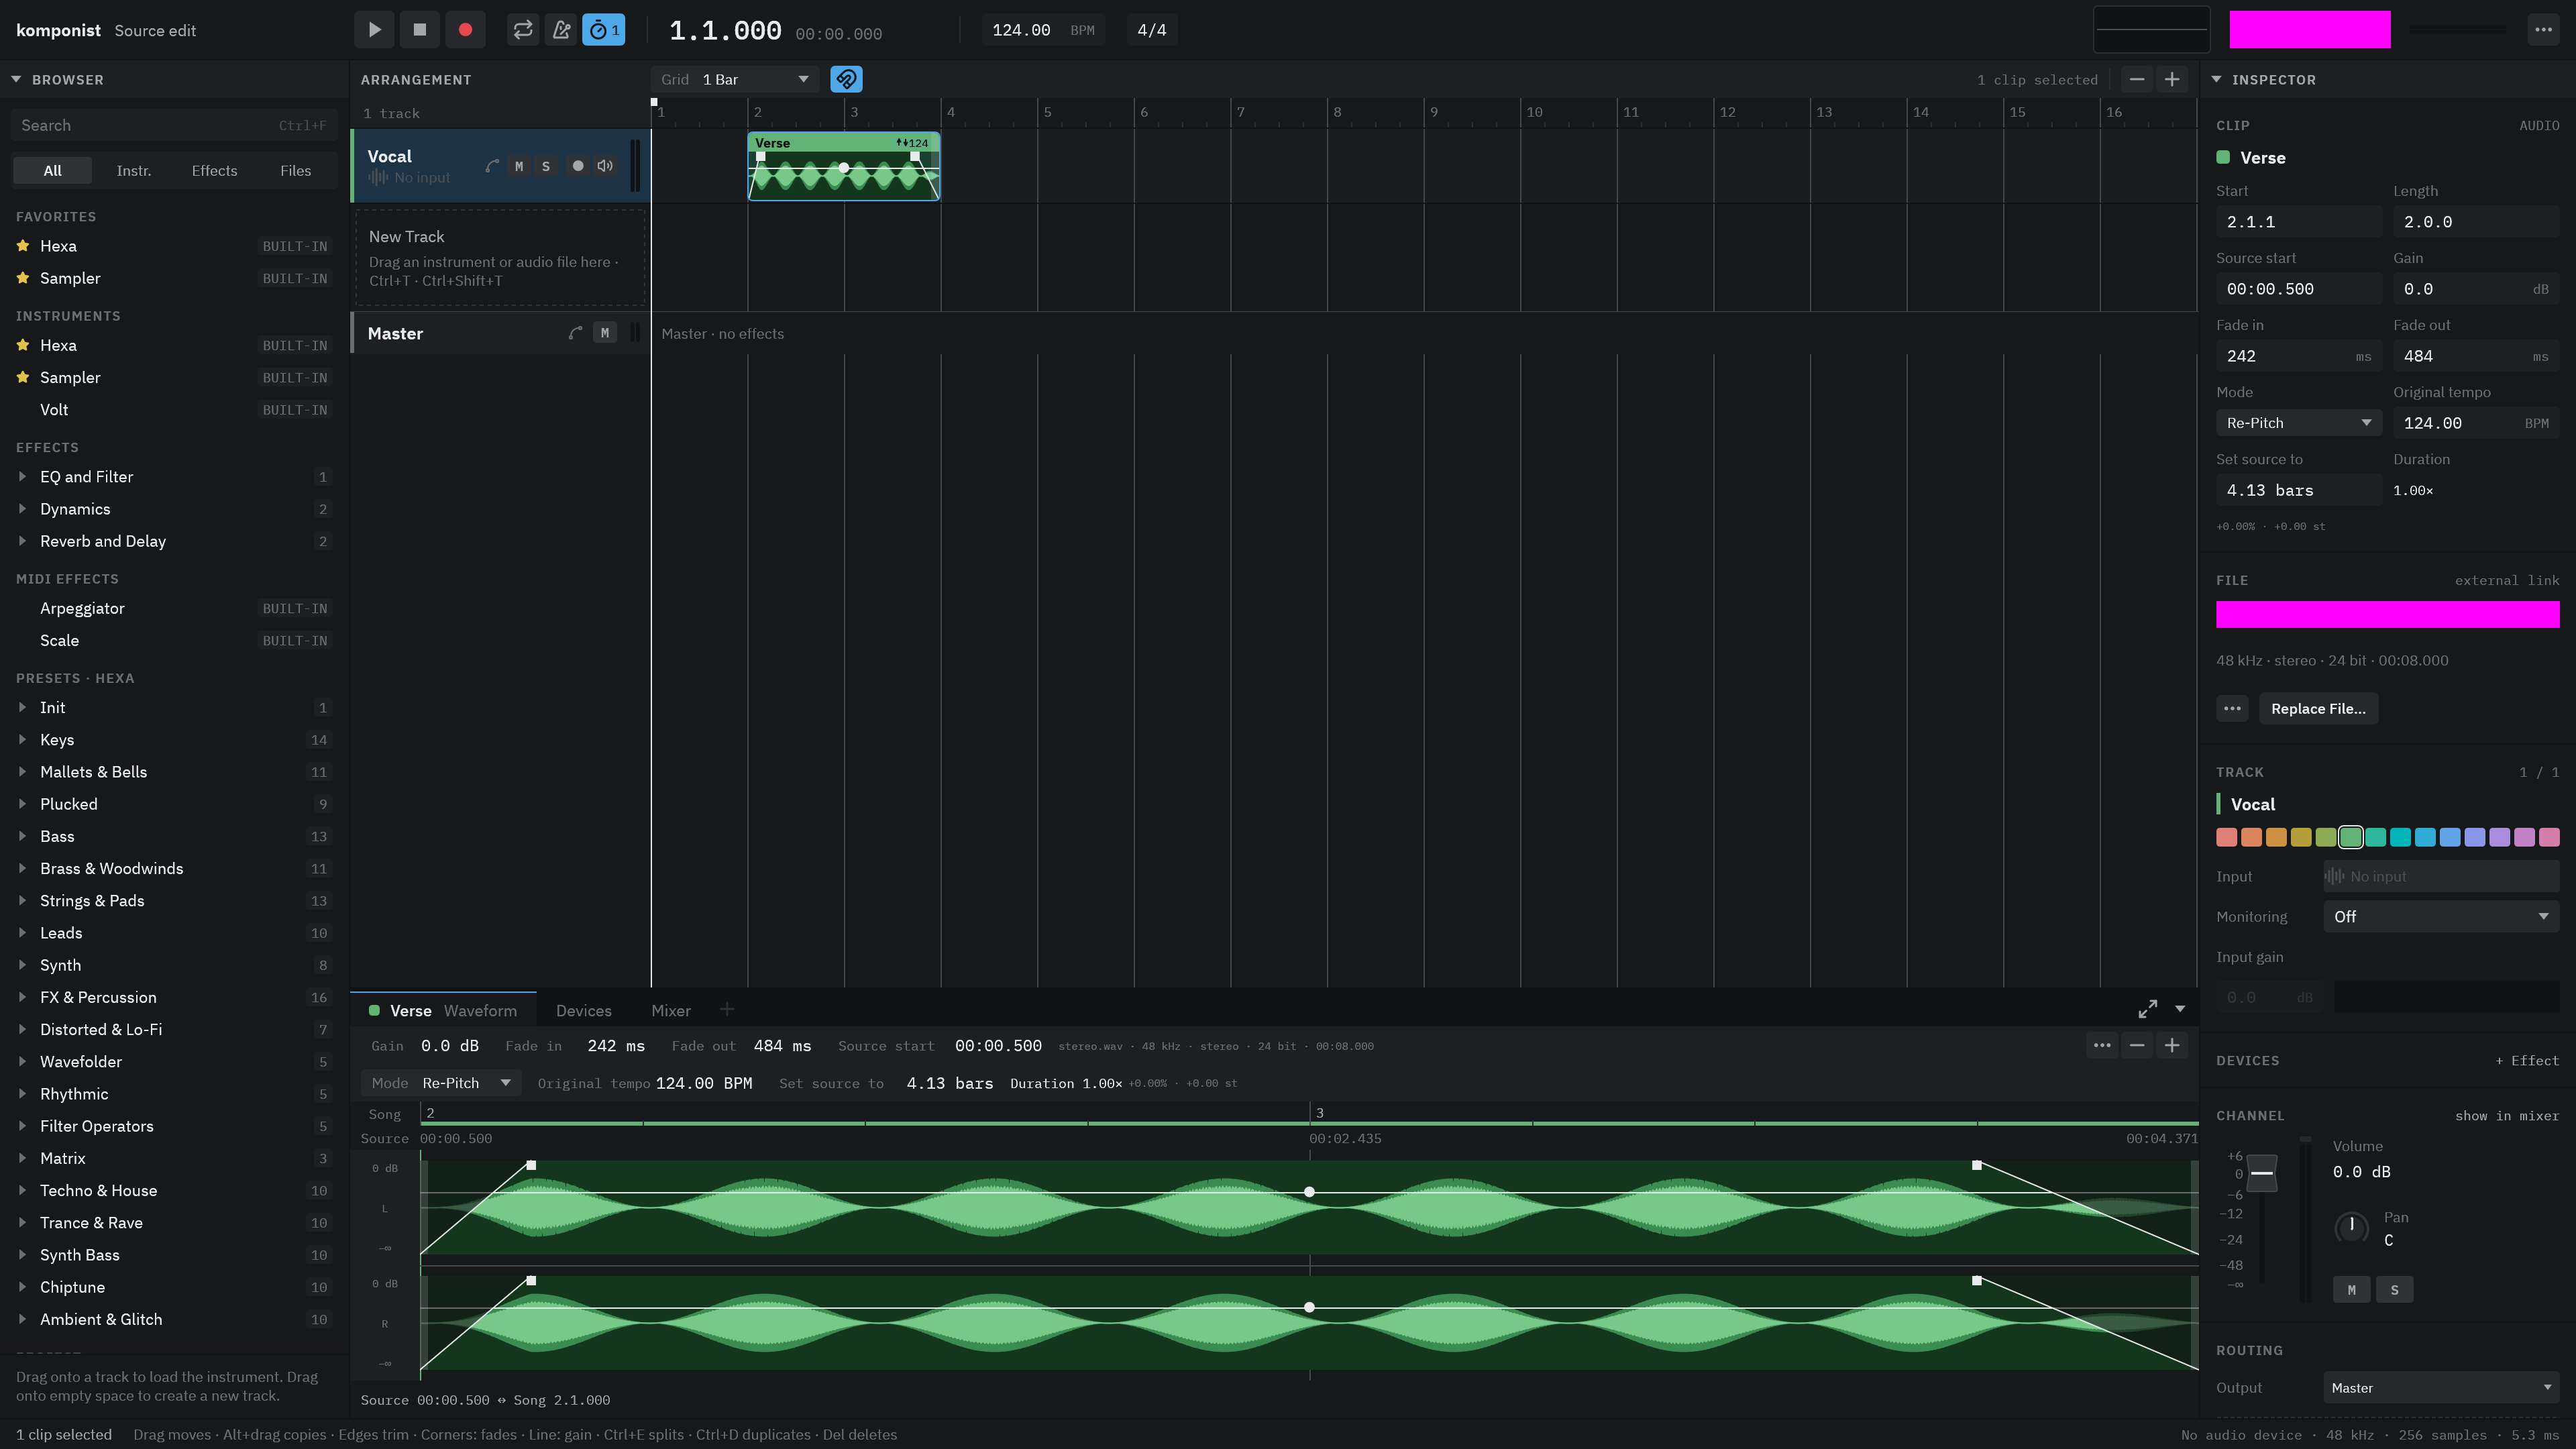 komponist Source edit
1
1.1.000 00:00.000
124.00 BPM
4/4
BROWSER
Search Ctrl+F
All Instr. Effects Files
FAVORITES
Hexa BUILT-IN
Sampler BUILT-IN
INSTRUMENTS
Hexa BUILT-IN
Sampler BUILT-IN
Volt BUILT-IN
EFFECTS
EQ and Filter 1
Dynamics 2
Reverb and Delay 2
MIDI EFFECTS
Arpeggiator BUILT-IN
Scale BUILT-IN
PRESETS · HEXA
Init 1
Keys 14
Mallets & Bells 11
Plucked 9
Bass 13
Brass & Woodwinds 11
Strings & Pads 13
Leads 10
Synth 8
FX & Percussion 16
Distorted & Lo-Fi 7
Wavefolder 5
Rhythmic 5
Filter Operators 5
Matrix 3
Techno & House 10
Trance & Rave 10
Synth Bass 10
Chiptune 10
Ambient & Glitch 10
Drag onto a track to load the instrument. Drag
onto empty space to create a new track.
ARRANGEMENT
Grid 1 Bar
1 clip selected
1 track
1 2 3 4 5 6 7 8 9 10 11 12 13 14 15 16
Vocal
No input
M S
Verse 124
New Track
Drag an instrument or audio file here ·
Ctrl+T · Ctrl+Shift+T
Master M
Master · no effects
Verse Waveform Devices Mixer
Gain 0.0 dB Fade in 242 ms Fade out 484 ms Source start 00:00.500 stereo.wav · 48 kHz · stereo · 24 bit · 00:08.000
Mode Re-Pitch Original tempo 124.00 BPM Set source to 4.13 bars Duration 1.00× +0.00% · +0.00 st
Song 2 3
Source 00:00.500 00:02.435 00:04.371
0 dB
L
−∞
0 dB
R
−∞
Source 00:00.500 ↔ Song 2.1.000
INSPECTOR
CLIP AUDIO
Verse
Start Length
2.1.1 2.0.0
Source start Gain
00:00.500 0.0 dB
Fade in Fade out
242 ms 484 ms
Mode Original tempo
Re-Pitch 124.00 BPM
Set source to Duration
4.13 bars 1.00×
+0.00% · +0.00 st
FILE external link
48 kHz · stereo · 24 bit · 00:08.000
Replace File...
TRACK 1 / 1
Vocal
Input No input
Monitoring Off
Input gain
0.0 dB
DEVICES + Effect
CHANNEL show in mixer
+6
0
−6
−12
−24
−48
−∞
Volume
0.0 dB
Pan
C
M S
ROUTING
Output Master
1 clip selected Drag moves · Alt+drag copies · Edges trim · Corners: fades · Line: gain · Ctrl+E splits · Ctrl+D duplicates · Del deletes
No audio device · 48 kHz · 256 samples · 5.3 ms